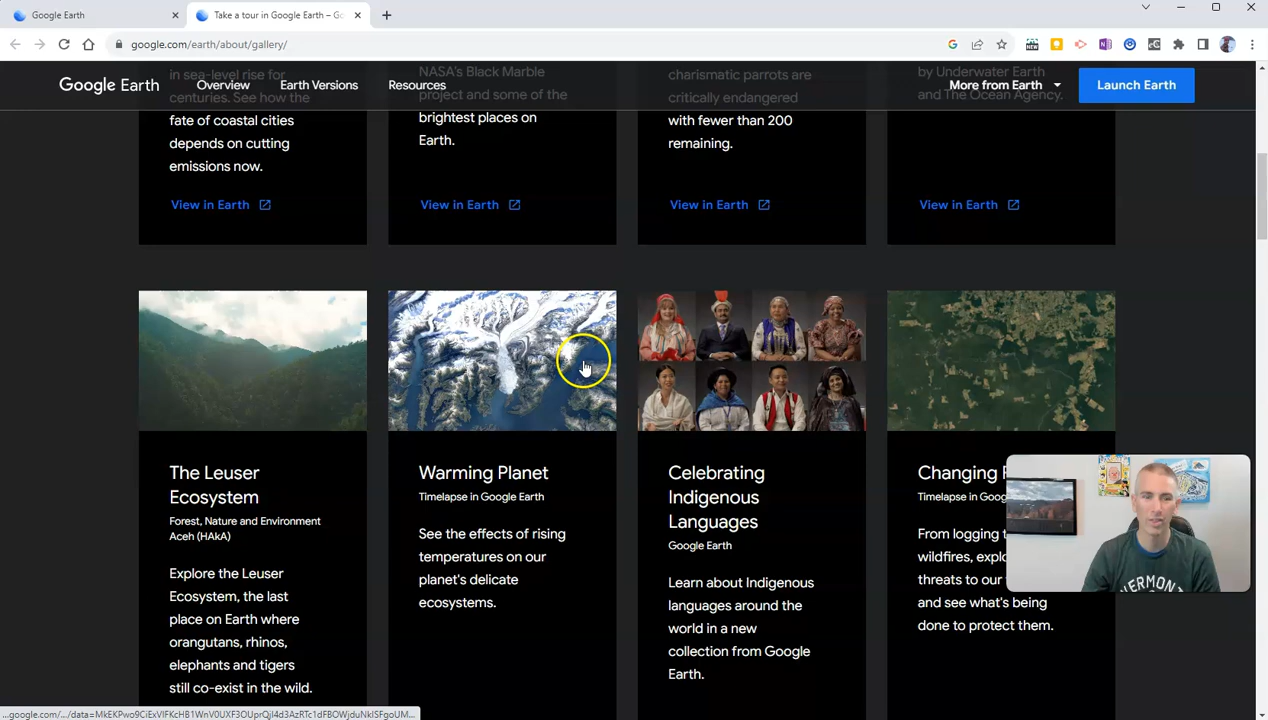 Google Earth
Take a tour in Google Earth – Go
google.com/earth/about/gallery/
Google Earth
Overview
Earth Versions
Resources
More from Earth
Launch Earth
in sea-level rise for
centuries. See how the
fate of coastal cities
depends on cutting
emissions now.
View in Earth
NASA's Black Marble
project and some of the
brightest places on
Earth.
View in Earth
charismatic parrots are
critically endangered
with fewer than 200
remaining.
View in Earth
by Underwater Earth
and The Ocean Agency.
View in Earth
The Leuser
Ecosystem
Forest, Nature and Environment
Aceh (HAkA)
Explore the Leuser
Ecosystem, the last
place on Earth where
orangutans, rhinos,
elephants and tigers
still co-exist in the wild.
Warming Planet
Timelapse in Google Earth
See the effects of rising
temperatures on our
planet's delicate
ecosystems.
Celebrating
Indigenous
Languages
Google Earth
Learn about Indigenous
languages around the
world in a new
collection from Google
Earth.
Changing
Timelapse in Goog
From logging t
wildfires, explo
threats to our
and see what's being
done to protect them.
VERMONT